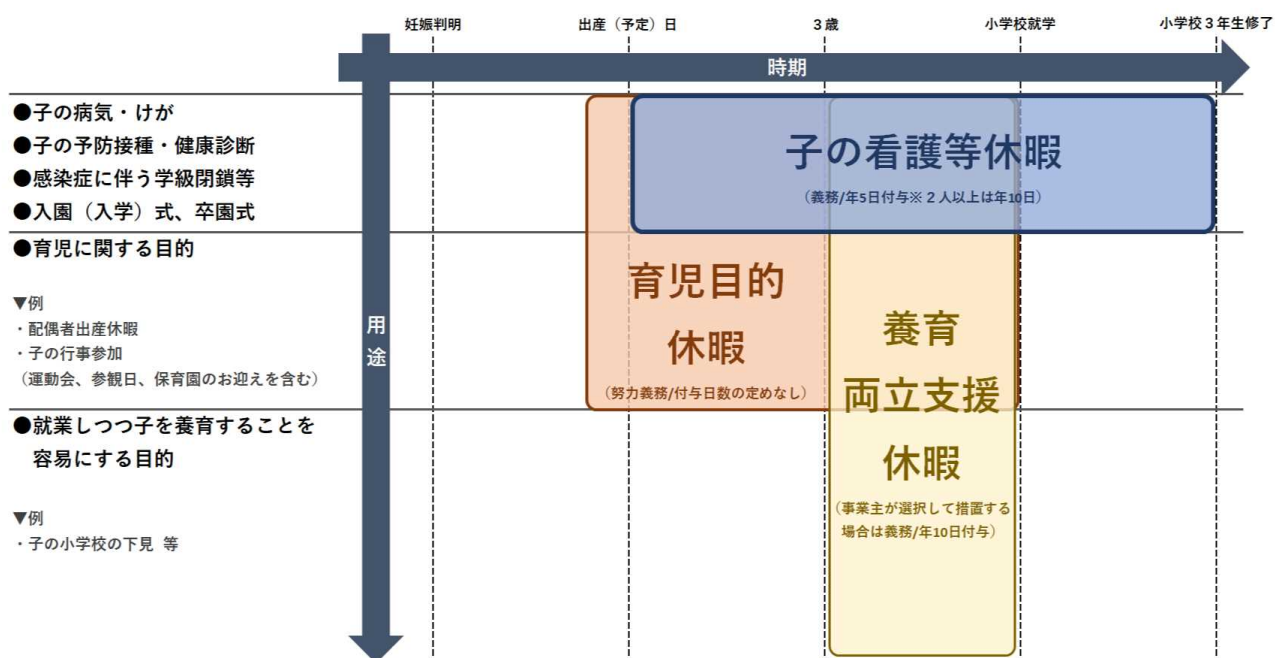 妊娠判明
出産（予定）日
３歳
小学校就学
小学校３年生修了
時期
用途
●子の病気・けが
●子の予防接種・健康診断
●感染症に伴う学級閉鎖等
●入園（入学）式、卒園式
子の看護等休暇
（義務/年5日付与※２人以上は年10日）
●育児に関する目的
▼例
・配偶者出産休暇
・子の行事参加
（運動会、参観日、保育園のお迎えを含む）
育児目的
休暇
（努力義務/付与日数の定めなし）
養育
両立支援
休暇
（事業主が選択して措置する
場合は義務/年10日付与）
●就業しつつ子を養育することを
容易にする目的
▼例
・子の小学校の下見 等